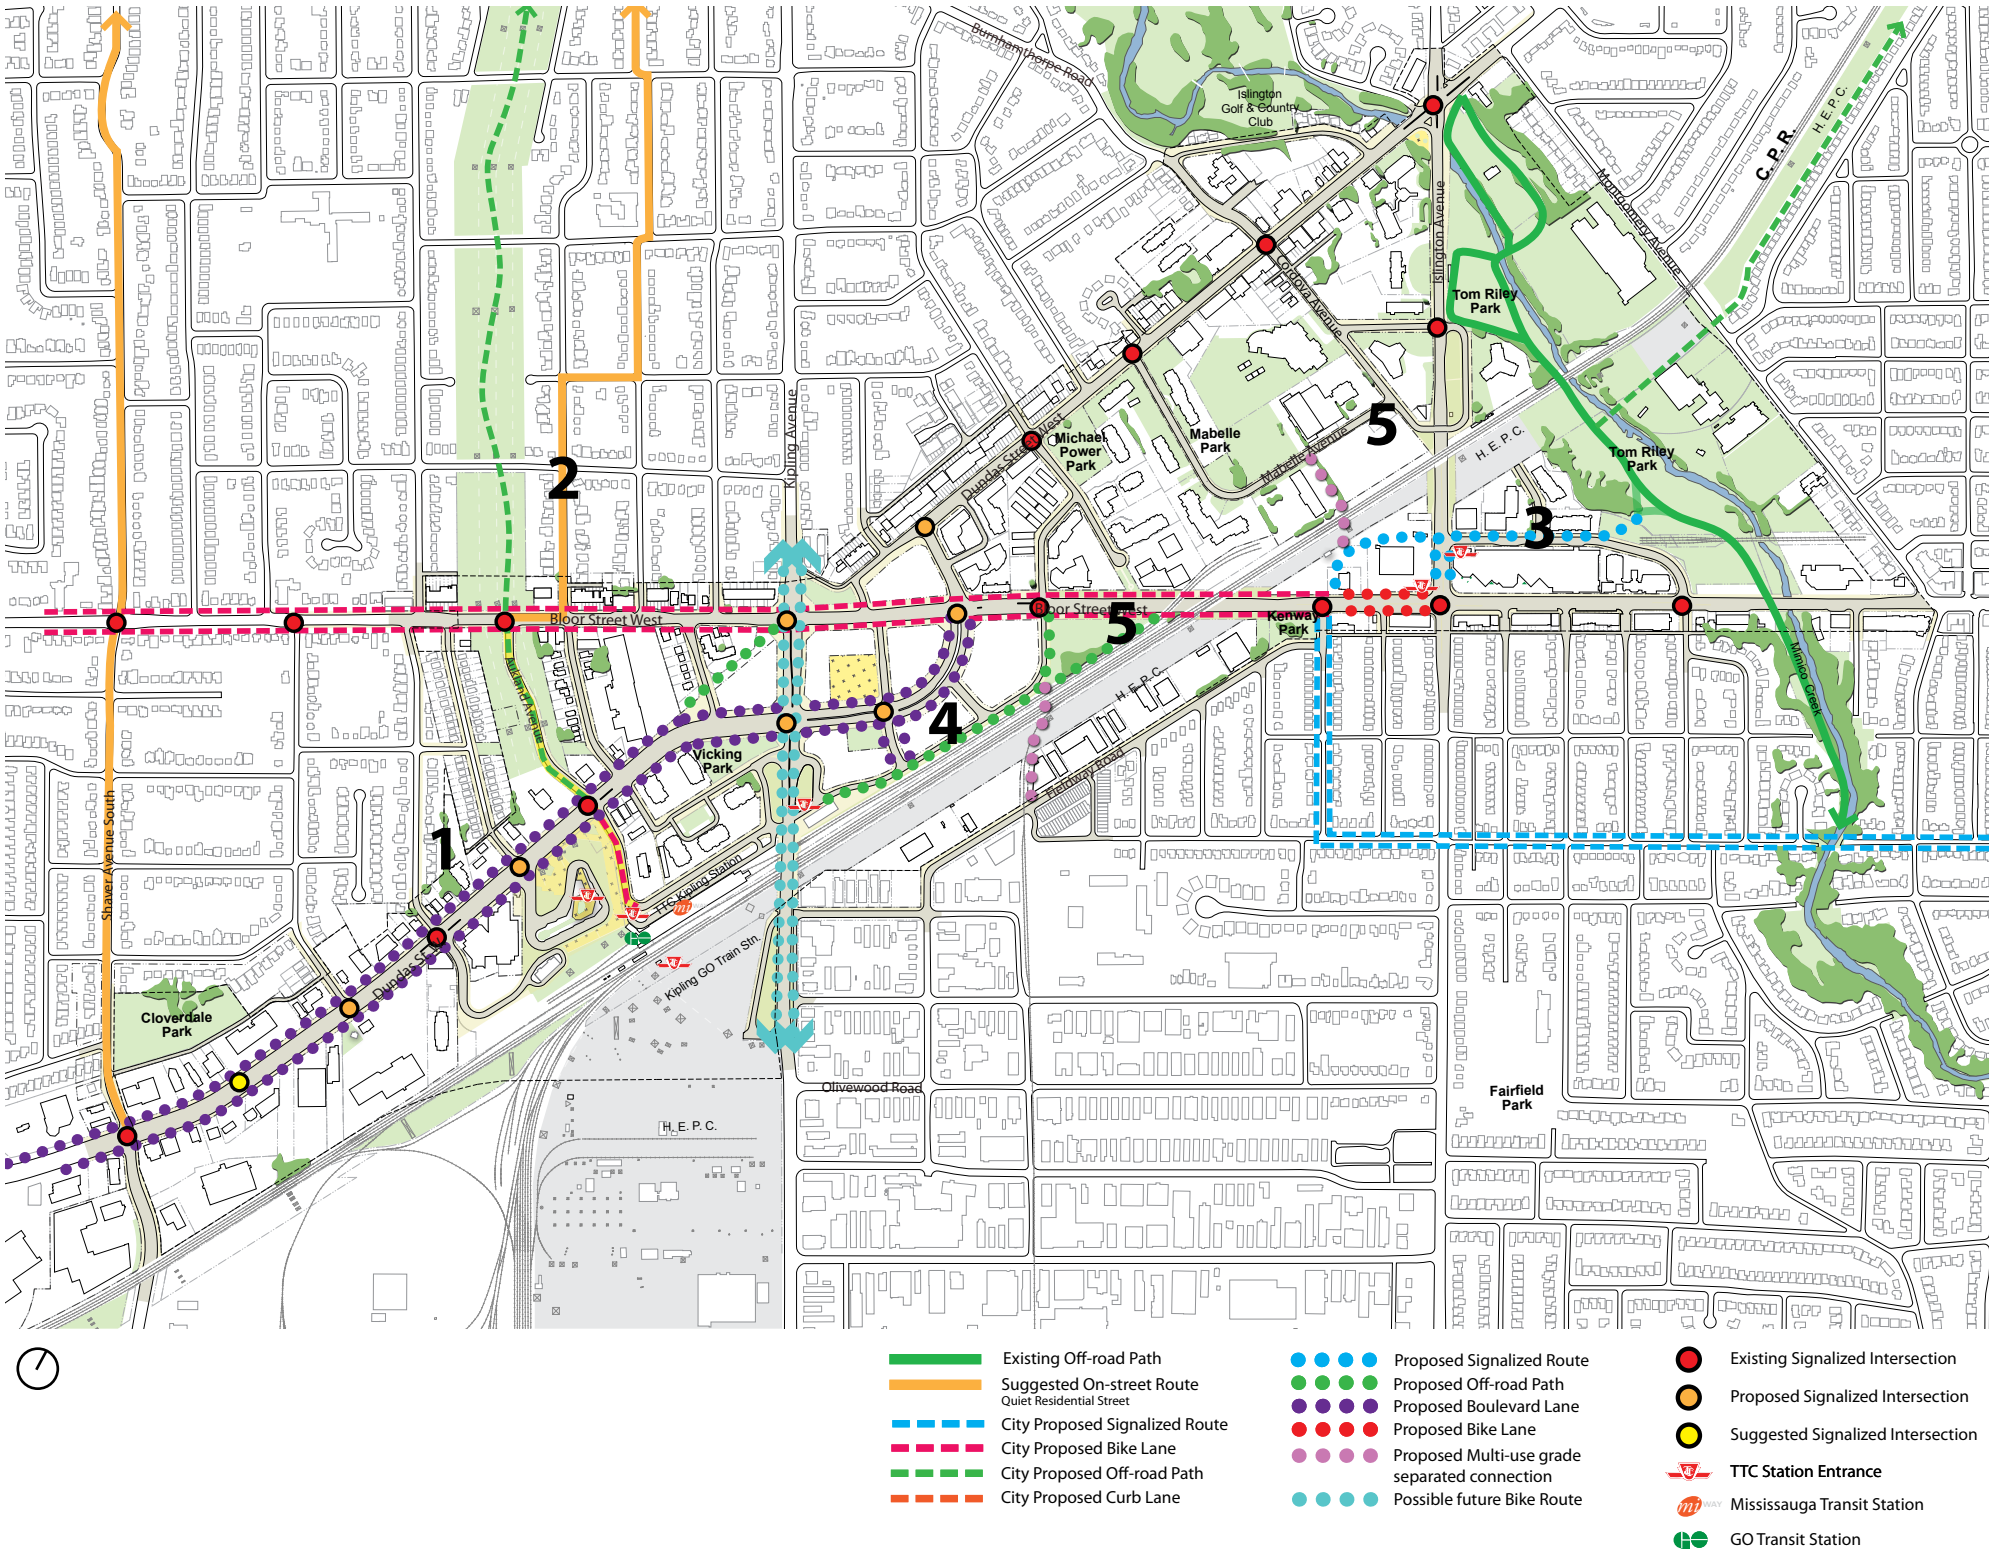 Burnhamthorpe Road
Islington
Golf & Country
Club
H. E. P. C.
C. P. R.
Montgomery Avenue
Islington Avenue
Cordova Avenue
Tom Riley
Park
Kipling Avenue
Dundas Street West
Michael
Power
Park
Mabelle
Park
5
Mabelle Avenue
H. E. P. C.
Tom Riley
Park
2
3
Bloor Street West
Bloor Street West
5
Kenway
Park
Aukland Avenue
Mimico Creek
H. E. P. C.
4
Vicking
Park
Fieldway Road
1
Shaver Avenue South
TTC Kipling Station
mi
Kipling GO Train Stn.
Dundas St
Cloverdale
Park
Olivewood Road
Fairfield
Park
H. E. P. C.
Existing Off-road Path
Suggested On-street Route
Quiet Residential Street
City Proposed Signalized Route
City Proposed Bike Lane
City Proposed Off-road Path
City Proposed Curb Lane
Proposed Signalized Route
Proposed Off-road Path
Proposed Boulevard Lane
Proposed Bike Lane
Proposed Multi-use grade
separated connection
Possible future Bike Route
Existing Signalized Intersection
Proposed Signalized Intersection
Suggested Signalized Intersection
TTC Station Entrance
mi WAY Mississauga Transit Station
GO Transit Station